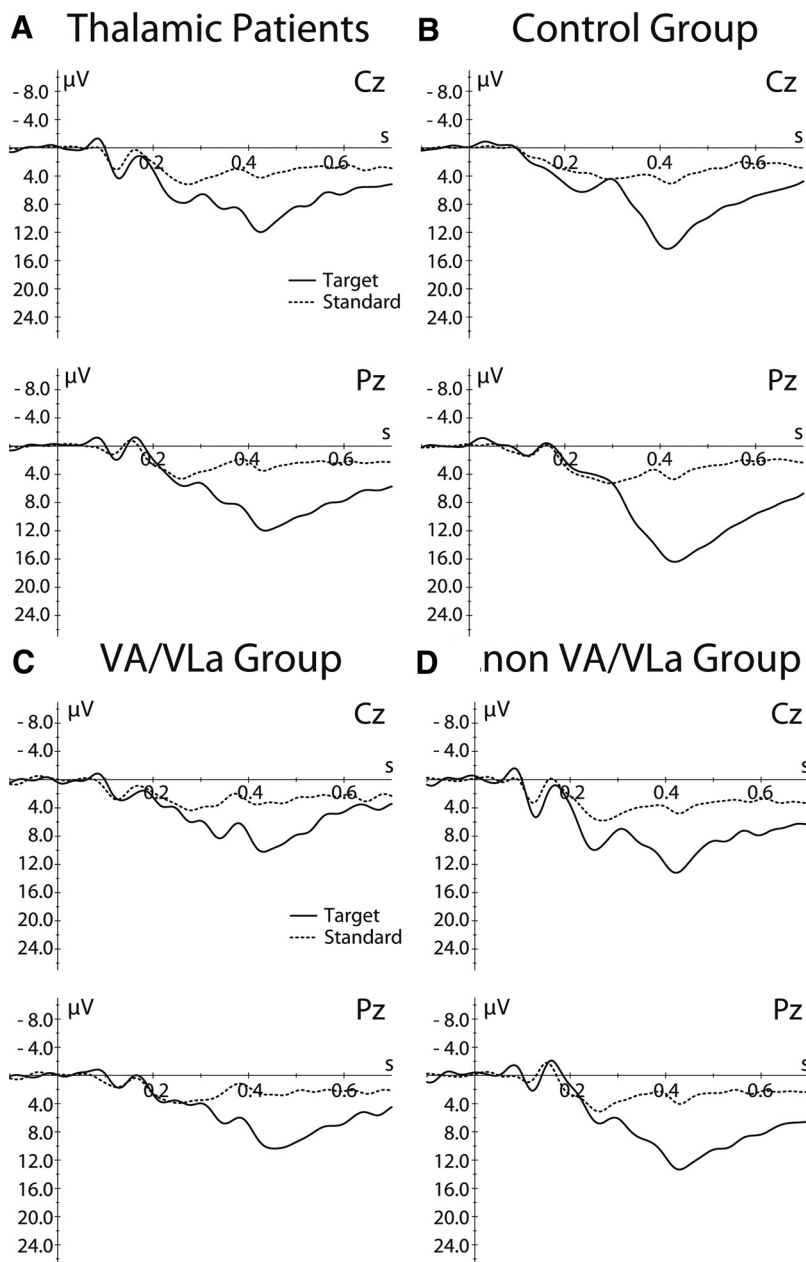 A Thalamic Patients
B Control Group
µV Cz
- 8.0
- 4.0
s
0.2 0.4 0.6
4.0
8.0
12.0
16.0
20.0
24.0
Target
Standard
µV Cz
- 8.0
- 4.0
s
0.2 0.4 0.6
4.0
8.0
12.0
16.0
20.0
24.0
µV Pz
- 8.0
- 4.0
s
0.2 0.4 0.6
4.0
8.0
12.0
16.0
20.0
24.0
µV Pz
- 8.0
- 4.0
s
0.2 0.4 0.6
4.0
8.0
12.0
16.0
20.0
24.0
C VA/VLa Group
D non VA/VLa Group
µV Cz
- 8.0
- 4.0
s
0.2 0.4 0.6
4.0
8.0
12.0
16.0
20.0
24.0
Target
Standard
µV Cz
- 8.0
- 4.0
s
0.2 0.4 0.6
4.0
8.0
12.0
16.0
20.0
24.0
µV Pz
- 8.0
- 4.0
s
0.2 0.4 0.6
4.0
8.0
12.0
16.0
20.0
24.0
µV Pz
- 8.0
- 4.0
s
0.2 0.4 0.6
4.0
8.0
12.0
16.0
20.0
24.0